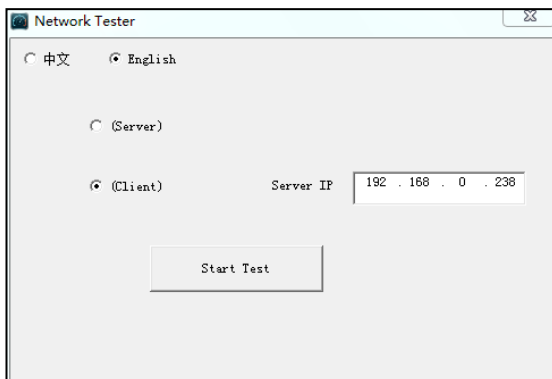 Network Tester
中文 English
(Server)
(Client) Server IP 192 . 168 . 0 . 238
Start Test